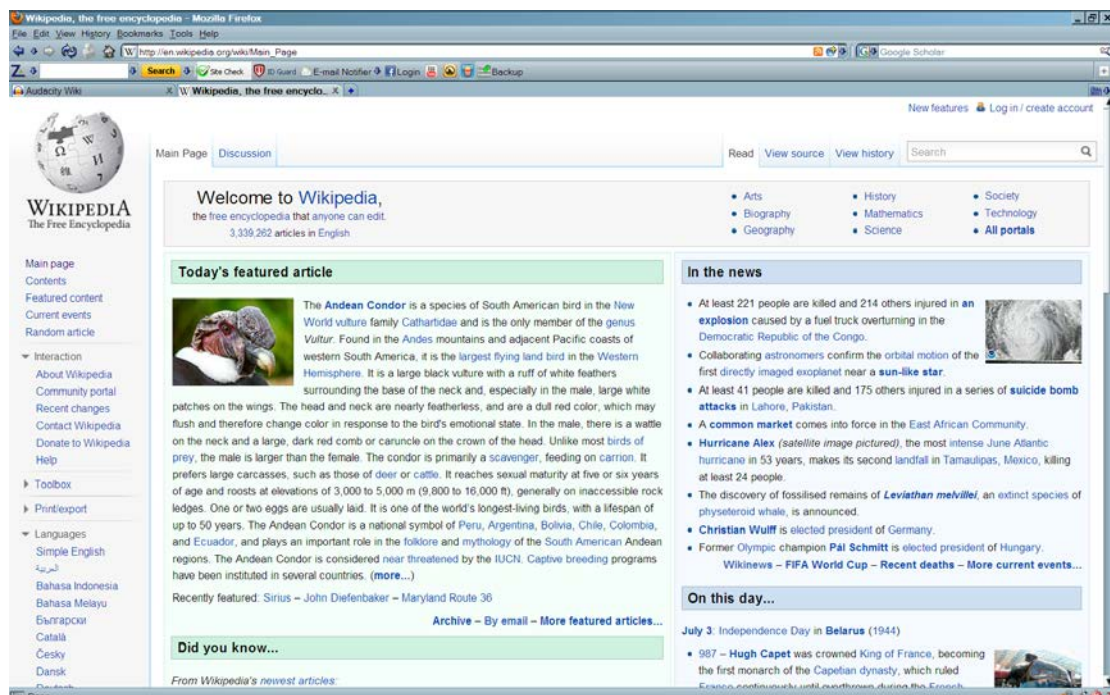 Wikipedia, the free encyclopedia - Mozilla Firefox
File Edit View History Bookmarks Tools Help
http://en.wikipedia.org/wiki/Main_Page
Google Scholar
Search Site Check ID Guard E-mail Notifier Login Backup
Audacity Wiki
Wikipedia, the free encyclo...
New features Log in / create account
Main Page Discussion
Read View source View history Search
WIKIPEDIA
The Free Encyclopedia
Main page
Contents
Featured content
Current events
Random article
Interaction
About Wikipedia
Community portal
Recent changes
Contact Wikipedia
Donate to Wikipedia
Help
Toolbox
Print/export
Languages
Simple English
العربية
Bahasa Indonesia
Bahasa Melayu
Български
Català
Česky
Dansk
Deutsch
Welcome to Wikipedia,
the free encyclopedia that anyone can edit.
3,339,262 articles in English
Arts
Biography
Geography
History
Mathematics
Science
Society
Technology
All portals
Today's featured article
The Andean Condor is a species of South American bird in the New
World vulture family Cathartidae and is the only member of the genus
Vultur. Found in the Andes mountains and adjacent Pacific coasts of
western South America, it is the largest flying land bird in the Western
Hemisphere. It is a large black vulture with a ruff of white feathers
surrounding the base of the neck and, especially in the male, large white
patches on the wings. The head and neck are nearly featherless, and are a dull red color, which may
flush and therefore change color in response to the bird's emotional state. In the male, there is a wattle
on the neck and a large, dark red comb or caruncle on the crown of the head. Unlike most birds of
prey, the male is larger than the female. The condor is primarily a scavenger, feeding on carrion. It
prefers large carcasses, such as those of deer or cattle. It reaches sexual maturity at five or six years
of age and roosts at elevations of 3,000 to 5,000 m (9,800 to 16,000 ft), generally on inaccessible rock
ledges. One or two eggs are usually laid. It is one of the world's longest-living birds, with a lifespan of
up to 50 years. The Andean Condor is a national symbol of Peru, Argentina, Bolivia, Chile, Colombia,
and Ecuador, and plays an important role in the folklore and mythology of the South American Andean
regions. The Andean Condor is considered near threatened by the IUCN. Captive breeding programs
have been instituted in several countries. (more...)
Recently featured: Sirius – John Diefenbaker – Maryland Route 36
Archive – By email – More featured articles...
Did you know...
From Wikipedia's newest articles:
In the news
At least 221 people are killed and 214 others injured in an
explosion caused by a fuel truck overturning in the
Democratic Republic of the Congo.
Collaborating astronomers confirm the orbital motion of the
first directly imaged exoplanet near a sun-like star.
At least 41 people are killed and 175 others injured in a series of suicide bomb
attacks in Lahore, Pakistan.
A common market comes into force in the East African Community.
Hurricane Alex (satellite image pictured), the most intense June Atlantic
hurricane in 53 years, makes its second landfall in Tamaulipas, Mexico, killing
at least 24 people.
The discovery of fossilised remains of Leviathan melvillei, an extinct species of
physeteroid whale, is announced.
Christian Wulff is elected president of Germany.
Former Olympic champion Pál Schmitt is elected president of Hungary.
Wikinews – FIFA World Cup – Recent deaths – More current events...
On this day...
July 3: Independence Day in Belarus (1944)
987 – Hugh Capet was crowned King of France, becoming
the first monarch of the Capetian dynasty, which ruled
France continuously until overthrown during the French